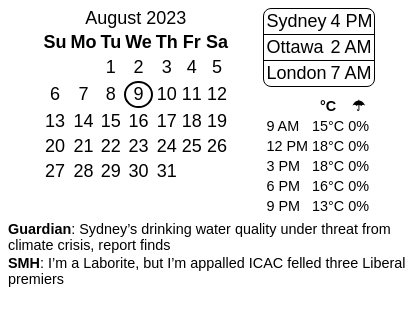 August 2023
Su Mo Tu We Th Fr Sa
1 2 3 4 5
6 7 8 9 10 11 12
13 14 15 16 17 18 19
20 21 22 23 24 25 26
27 28 29 30 31
Sydney 4 PM
Ottawa 2 AM
London 7 AM
°C ☂
9 AM 15°C 0%
12 PM 18°C 0%
3 PM 18°C 0%
6 PM 16°C 0%
9 PM 13°C 0%
Guardian: Sydney’s drinking water quality under threat from
climate crisis, report finds
SMH: I’m a Laborite, but I’m appalled ICAC felled three Liberal
premiers